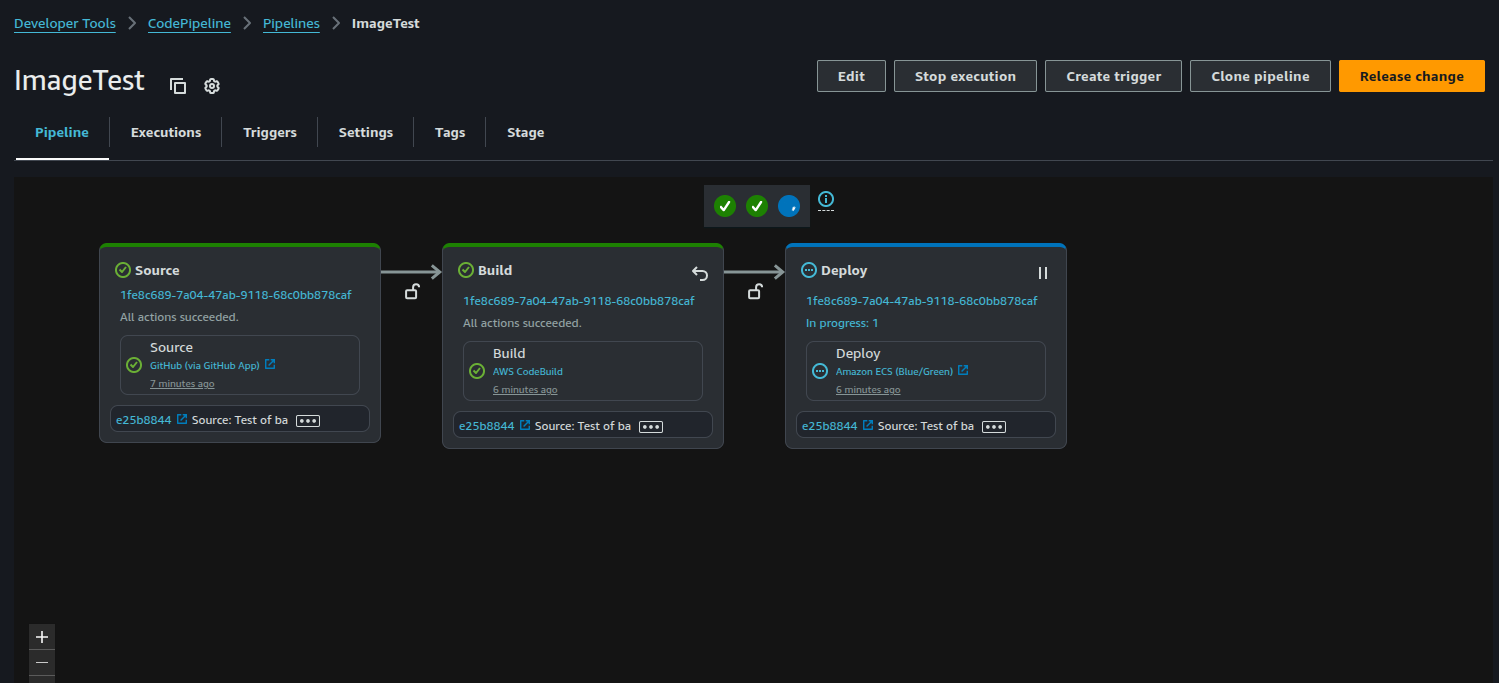 Developer Tools > CodePipeline > Pipelines > ImageTest
ImageTest
Edit
Stop execution
Create trigger
Clone pipeline
Release change
Pipeline
Executions
Triggers
Settings
Tags
Stage
Source
1fe8c689-7a04-47ab-9118-68c0bb878caf
All actions succeeded.
Source
GitHub (via GitHub App)
7 minutes ago
e25b8844 Source: Test of ba
Build
1fe8c689-7a04-47ab-9118-68c0bb878caf
All actions succeeded.
Build
AWS CodeBuild
6 minutes ago
e25b8844 Source: Test of ba
Deploy
1fe8c689-7a04-47ab-9118-68c0bb878caf
In progress: 1
Deploy
Amazon ECS (Blue/Green)
6 minutes ago
e25b8844 Source: Test of ba